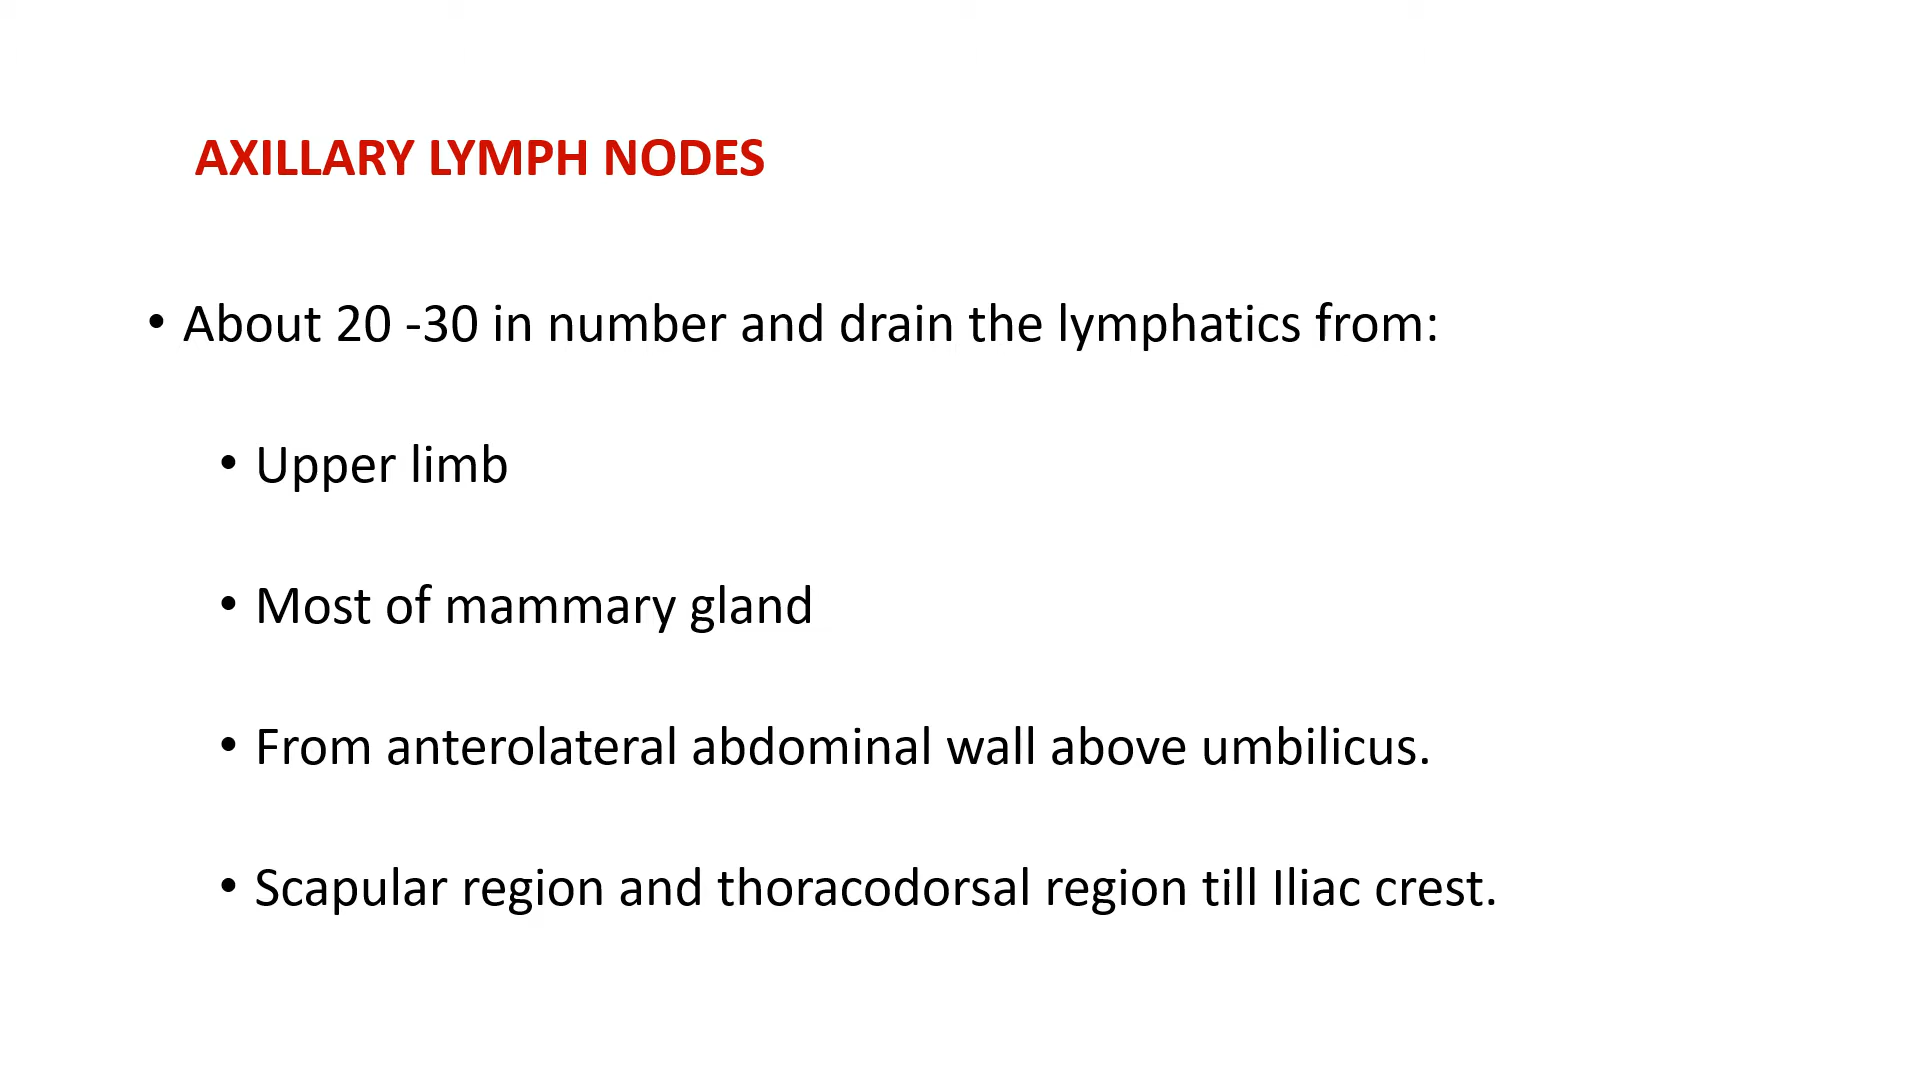 AXILLARY LYMPH NODES
• About 20 -30 in number and drain the lymphatics from:
• Upper limb
• Most of mammary gland
• From anterolateral abdominal wall above umbilicus.
• Scapular region and thoracodorsal region till Iliac crest.